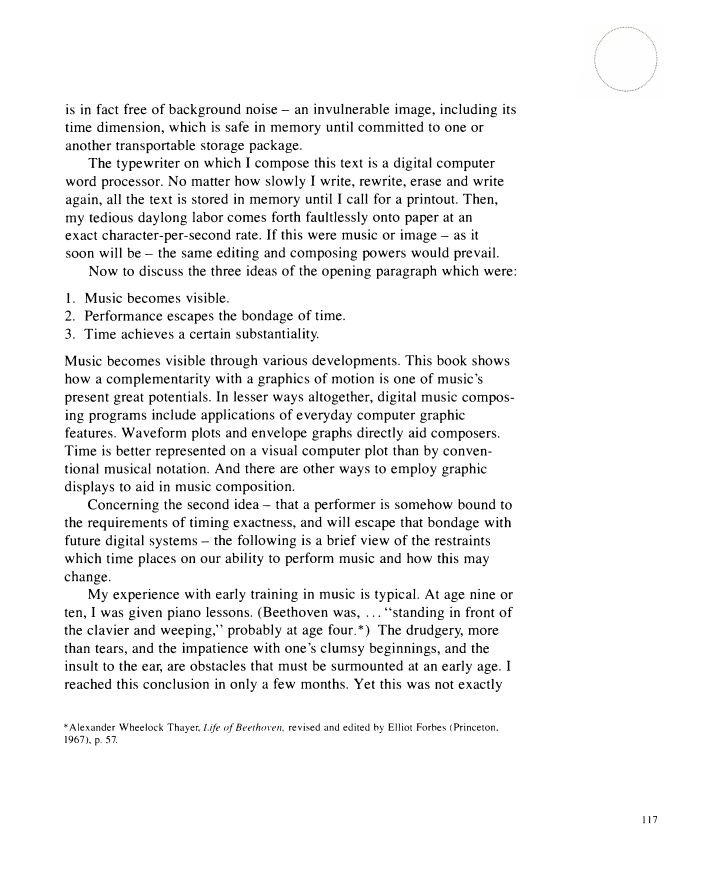 is in fact free of background noise – an invulnerable image, including its
time dimension, which is safe in memory until committed to one or
another transportable storage package.
The typewriter on which I compose this text is a digital computer
word processor. No matter how slowly I write, rewrite, erase and write
again, all the text is stored in memory until I call for a printout. Then,
my tedious daylong labor comes forth faultlessly onto paper at an
exact character-per-second rate. If this were music or image – as it
soon will be – the same editing and composing powers would prevail.
Now to discuss the three ideas of the opening paragraph which were:
1. Music becomes visible.
2. Performance escapes the bondage of time.
3. Time achieves a certain substantiality.
Music becomes visible through various developments. This book shows
how a complementarity with a graphics of motion is one of music's
present great potentials. In lesser ways altogether, digital music compos-
ing programs include applications of everyday computer graphic
features. Waveform plots and envelope graphs directly aid composers.
Time is better represented on a visual computer plot than by conven-
tional musical notation. And there are other ways to employ graphic
displays to aid in music composition.
Concerning the second idea – that a performer is somehow bound to
the requirements of timing exactness, and will escape that bondage with
future digital systems – the following is a brief view of the restraints
which time places on our ability to perform music and how this may
change.
My experience with early training in music is typical. At age nine or
ten, I was given piano lessons. (Beethoven was, ... "standing in front of
the clavier and weeping," probably at age four.*) The drudgery, more
than tears, and the impatience with one's clumsy beginnings, and the
insult to the ear, are obstacles that must be surmounted at an early age. I
reached this conclusion in only a few months. Yet this was not exactly
*Alexander Wheelock Thayer, Life of Beethoven, revised and edited by Elliot Forbes (Princeton,
1967), p. 57.
117